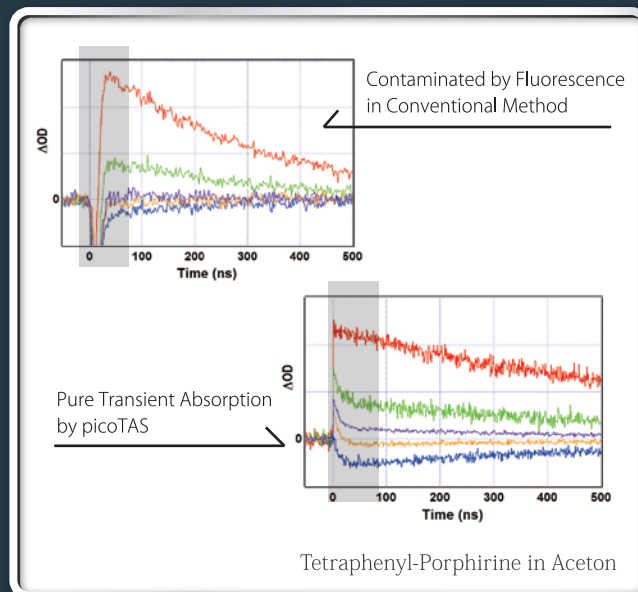 Contaminated by Fluorescence
in Conventional Method
ΔOD
0
0 100 200 300 400 500
Time (ns)
Pure Transient Absorption
by picoTAS
ΔOD
0
0 100 200 300 400 500
Time (ns)
Tetraphenyl-Porphirine in Aceton